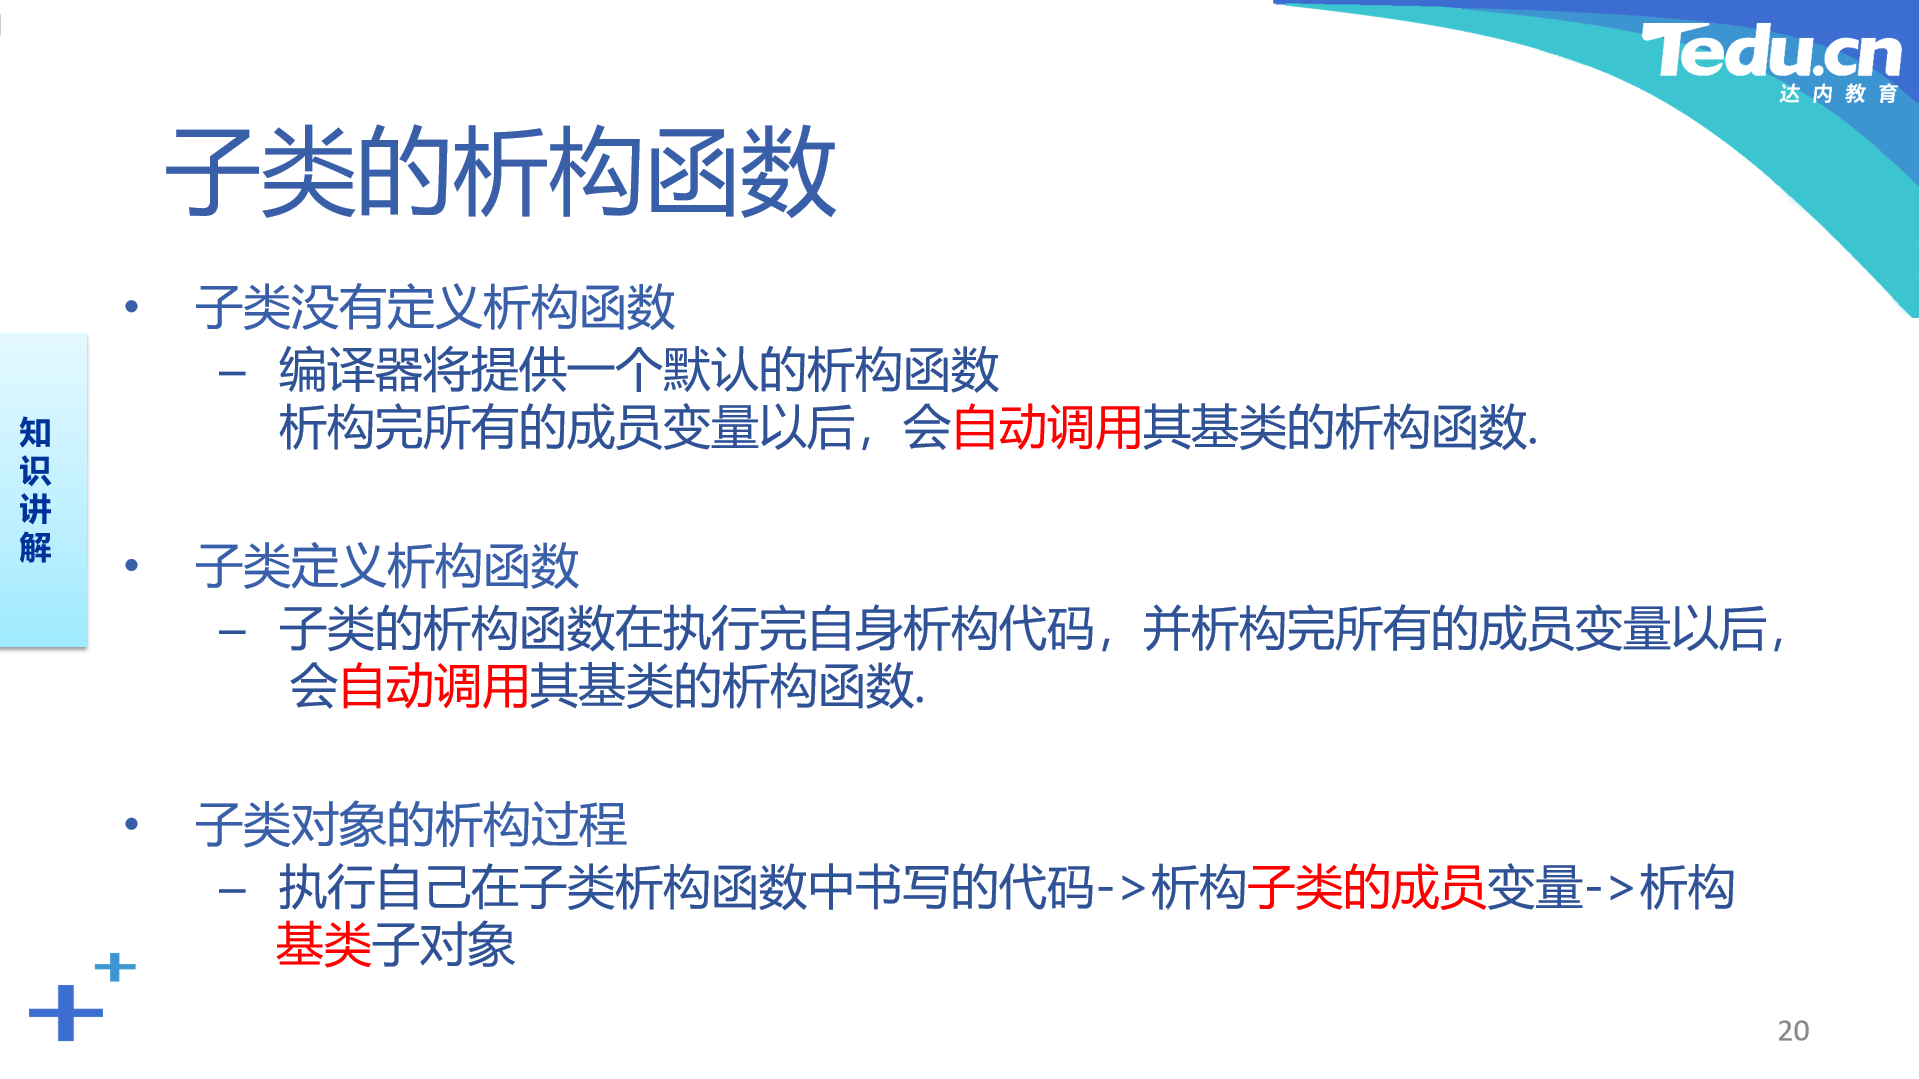 Tedu.cn
达内教育
子类的析构函数
• 子类没有定义析构函数
– 编译器将提供一个默认的析构函数
析构完所有的成员变量以后，会自动调用其基类的析构函数.
知识讲解
• 子类定义析构函数
– 子类的析构函数在执行完自身析构代码，并析构完所有的成员变量以后，
会自动调用其基类的析构函数.
• 子类对象的析构过程
– 执行自己在子类析构函数中书写的代码->析构子类的成员变量->析构
基类子对象
20